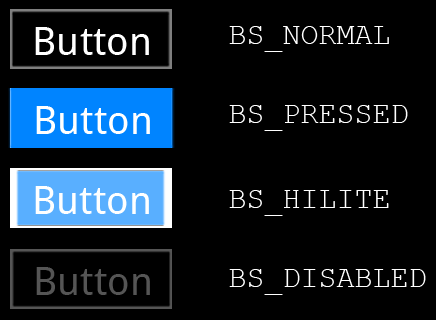 Button BS_NORMAL
Button BS_PRESSED
Button BS_HILITE
Button BS_DISABLED